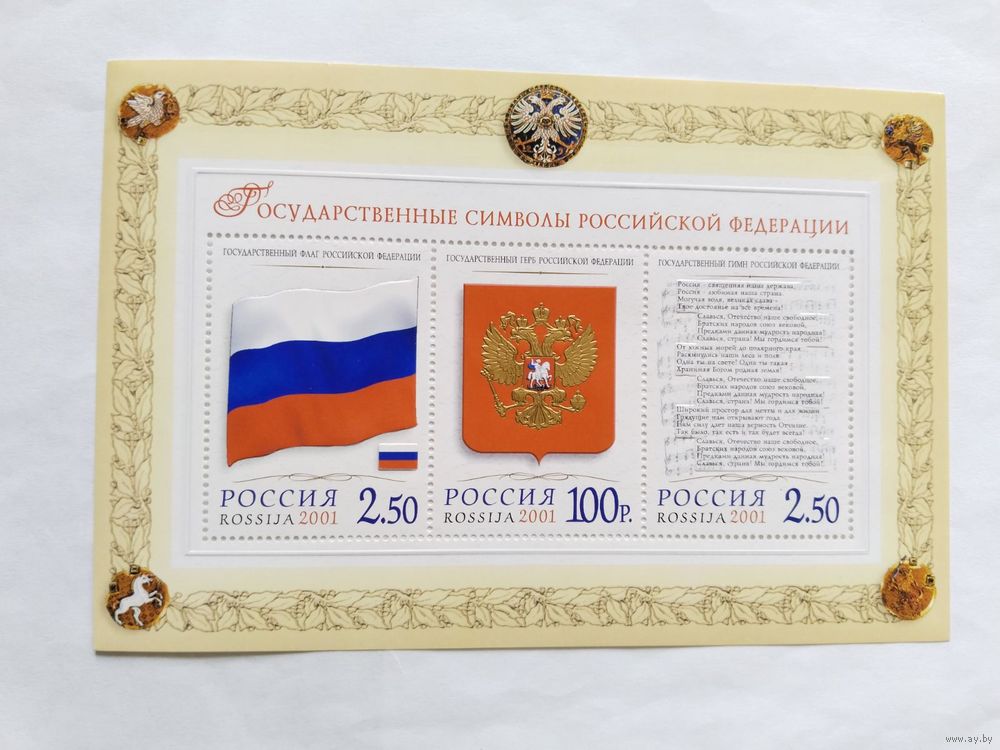 Государственные символы Российской Федерации
Государственный флаг Российской Федерации
РОССИЯ
ROSSIJA 2001
2.50
Государственный герб Российской Федерации
РОССИЯ
ROSSIJA 2001
100Р.
Государственный гимн Российской Федерации
Россия - священная наша держава,
Россия - любимая наша страна.
Могучая воля, великая слава -
Твое достоянье на все времена!
Славься, Отечество наше свободное,
Братских народов союз вековой,
Предками данная мудрость народная!
Славься, страна! Мы гордимся тобой!
От южных морей до полярного края
Раскинулись наши леса и поля.
Одна ты на свете! Одна ты такая -
Хранимая Богом родная земля!
Славься, Отечество наше свободное,
Братских народов союз вековой,
Предками данная мудрость народная!
Славься, страна! Мы гордимся тобой!
Широкий простор для мечты и для жизни
Грядущие нам открывают года.
Нам силу дает наша верность Отчизне.
Так было, так есть и так будет всегда!
Славься, Отечество наше свободное,
Братских народов союз вековой,
Предками данная мудрость народная!
Славься, страна! Мы гордимся тобой!
РОССИЯ
ROSSIJA 2001
2.50
www.ay.by